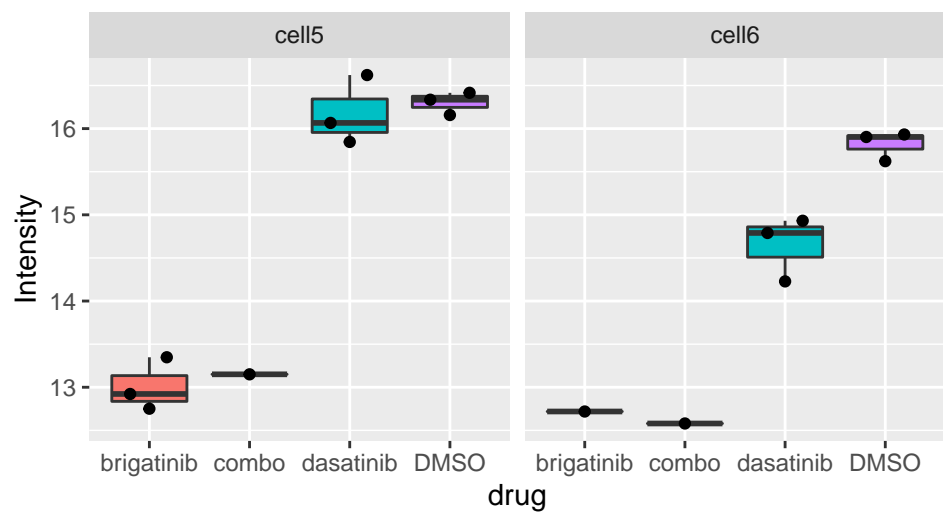 cell5 cell6
Intensity
16
15
14
13
brigatinib combo dasatinib DMSO brigatinib combo dasatinib DMSO
drug